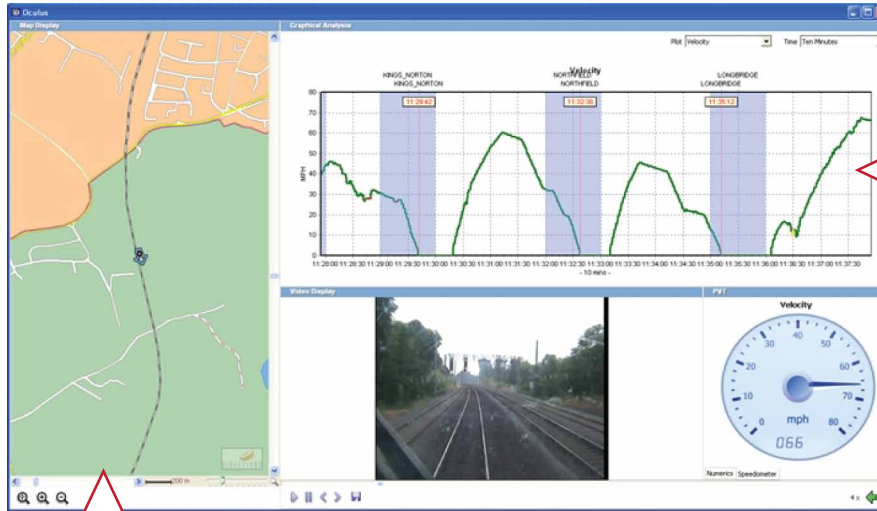 Oculus
Map Display
Graphical Analysis
Plot Velocity Time Ten Minutes
Velocity
KINGS_NORTON NORTHFIELD LONGBRIDGE
KINGS_NORTON NORTHFIELD LONGBRIDGE
11:29:42 11:32:38 11:35:12
80
70
60
50
40
30
20
10
0
MPH
11:28:00 11:28:30 11:29:00 11:29:30 11:30:00 11:30:30 11:31:00 11:31:30 11:32:00 11:32:30 11:33:00 11:33:30 11:34:00 11:34:30 11:35:00 11:35:30 11:36:00 11:36:30 11:37:00 11:37:30
- 10 mins -
Video Display
PVT
Velocity
0 10 20 30 40 50 60 70 80
mph
066
Numerics Speedometer
200 m
4 x